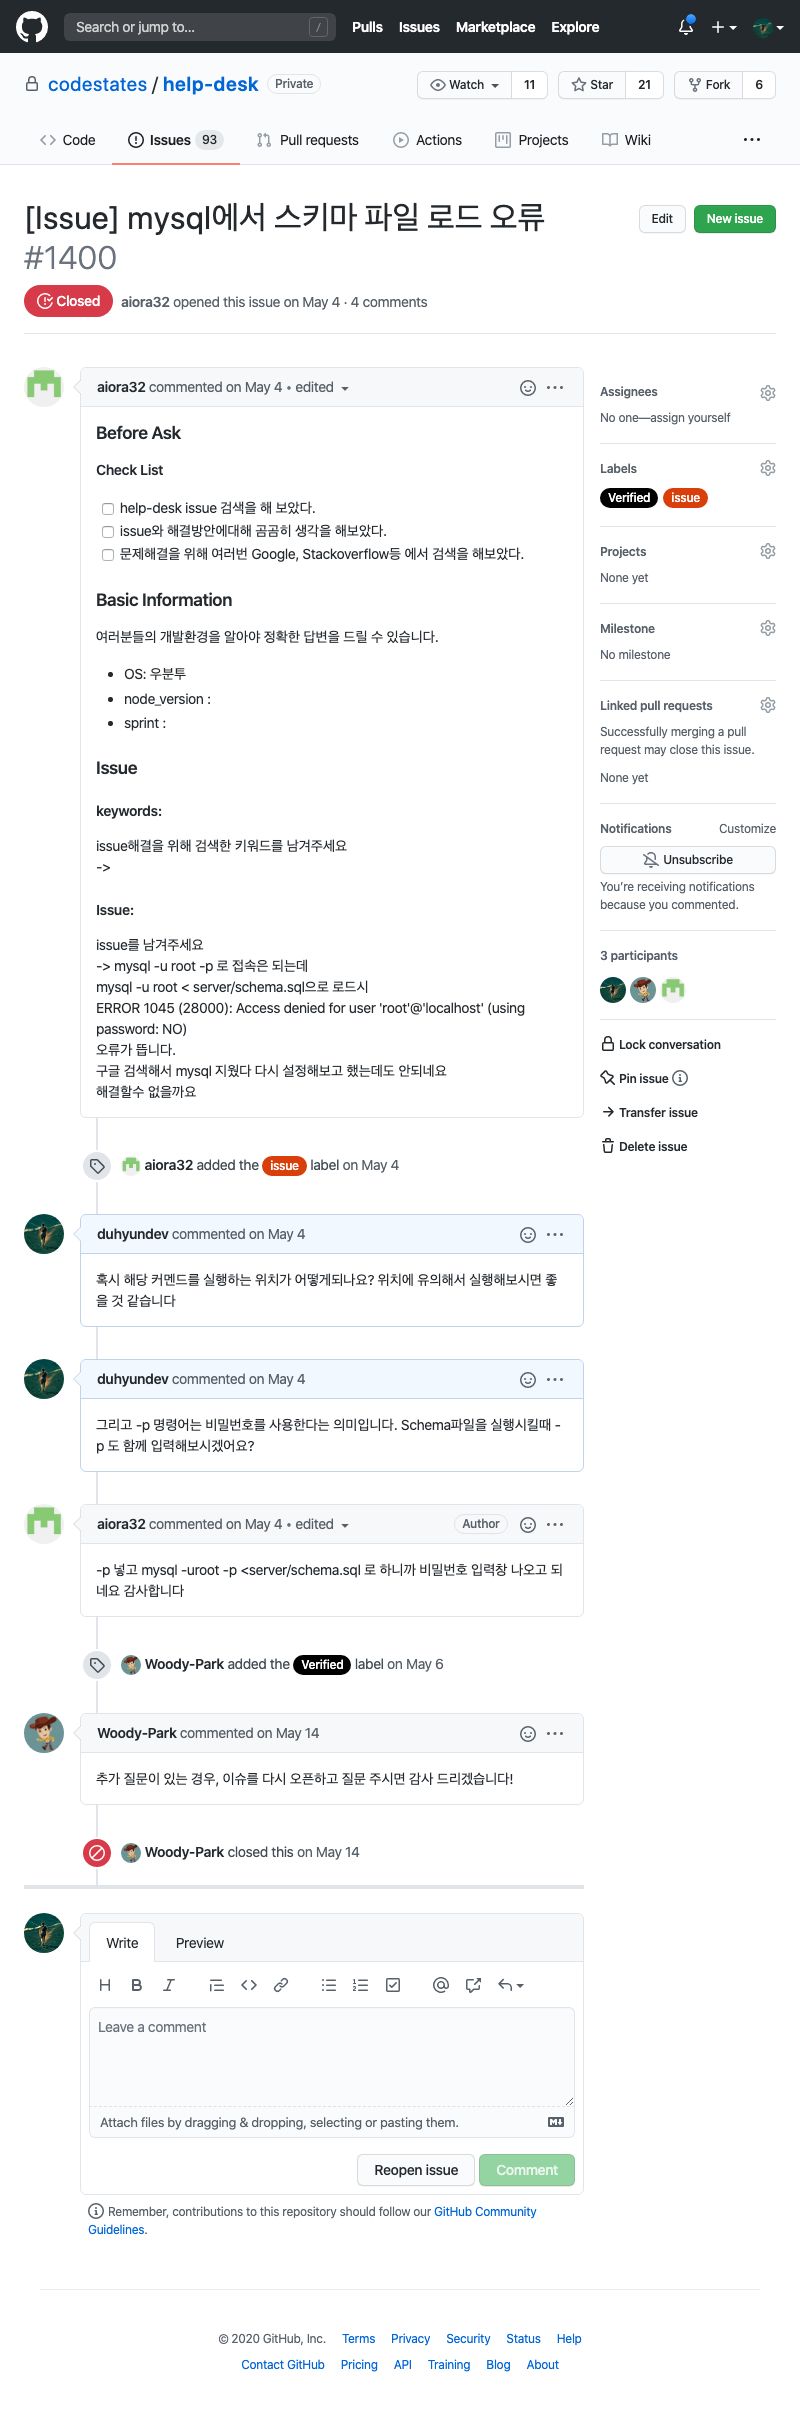 Search or jump to... /
Pulls Issues Marketplace Explore
codestates / help-desk Private
Watch 11 Star 21 Fork 6
Code Issues 93 Pull requests Actions Projects Wiki ...
[Issue] mysql에서 스키마 파일 로드 오류
#1400
Edit New issue
Closed aiora32 opened this issue on May 4 · 4 comments
aiora32 commented on May 4 • edited
Before Ask
Check List
help-desk issue 검색을 해 보았다.
issue와 해결방안에대해 곰곰히 생각을 해보았다.
문제해결을 위해 여러번 Google, Stackoverflow등 에서 검색을 해보았다.
Basic Information
여러분들의 개발환경을 알아야 정확한 답변을 드릴 수 있습니다.
• OS: 우분투
• node_version :
• sprint :
Issue
keywords:
issue해결을 위해 검색한 키워드를 남겨주세요
->
Issue:
issue를 남겨주세요
-> mysql -u root -p 로 접속은 되는데
mysql -u root < server/schema.sql으로 로드시
ERROR 1045 (28000): Access denied for user 'root'@'localhost' (using
password: NO)
오류가 뜹니다.
구글 검색해서 mysql 지웠다 다시 설정해보고 했는데도 안되네요
해결할수 없을까요
Assignees
No one—assign yourself
Labels
Verified issue
Projects
None yet
Milestone
No milestone
Linked pull requests
Successfully merging a pull
request may close this issue.
None yet
Notifications Customize
Unsubscribe
You're receiving notifications
because you commented.
3 participants
Lock conversation
Pin issue
Transfer issue
Delete issue
aiora32 added the issue label on May 4
duhyundev commented on May 4
혹시 해당 커멘드를 실행하는 위치가 어떻게되나요? 위치에 유의해서 실행해보시면 좋
을 것 같습니다
duhyundev commented on May 4
그리고 -p 명령어는 비밀번호를 사용한다는 의미입니다. Schema파일을 실행시킬때 -
p 도 함께 입력해보시겠어요?
aiora32 commented on May 4 • edited Author
-p 넣고 mysql -uroot -p <server/schema.sql 로 하니까 비밀번호 입력창 나오고 되
네요 감사합니다
Woody-Park added the Verified label on May 6
Woody-Park commented on May 14
추가 질문이 있는 경우, 이슈를 다시 오픈하고 질문 주시면 감사 드리겠습니다!
Woody-Park closed this on May 14
Write Preview
Leave a comment
Attach files by dragging & dropping, selecting or pasting them.
Reopen issue Comment
Remember, contributions to this repository should follow our GitHub Community
Guidelines.
© 2020 GitHub, Inc. Terms Privacy Security Status Help
Contact GitHub Pricing API Training Blog About